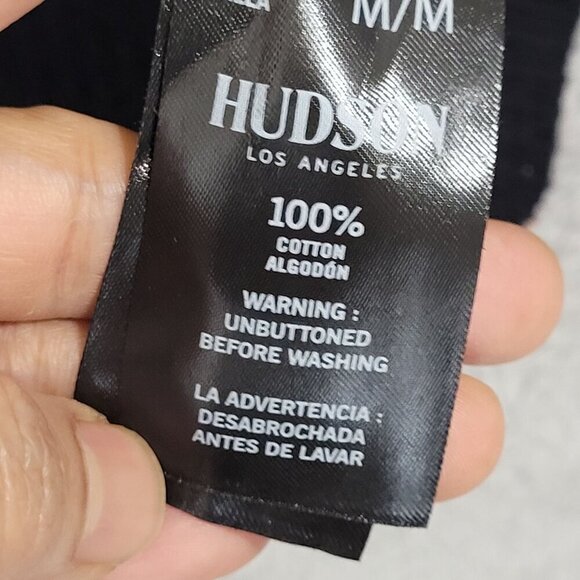 M/M
HUDSON
LOS ANGELES
100%
COTTON
ALGODÓN
WARNING :
UNBUTTONED
BEFORE WASHING
LA ADVERTENCIA :
DESABROCHADA
ANTES DE LAVAR